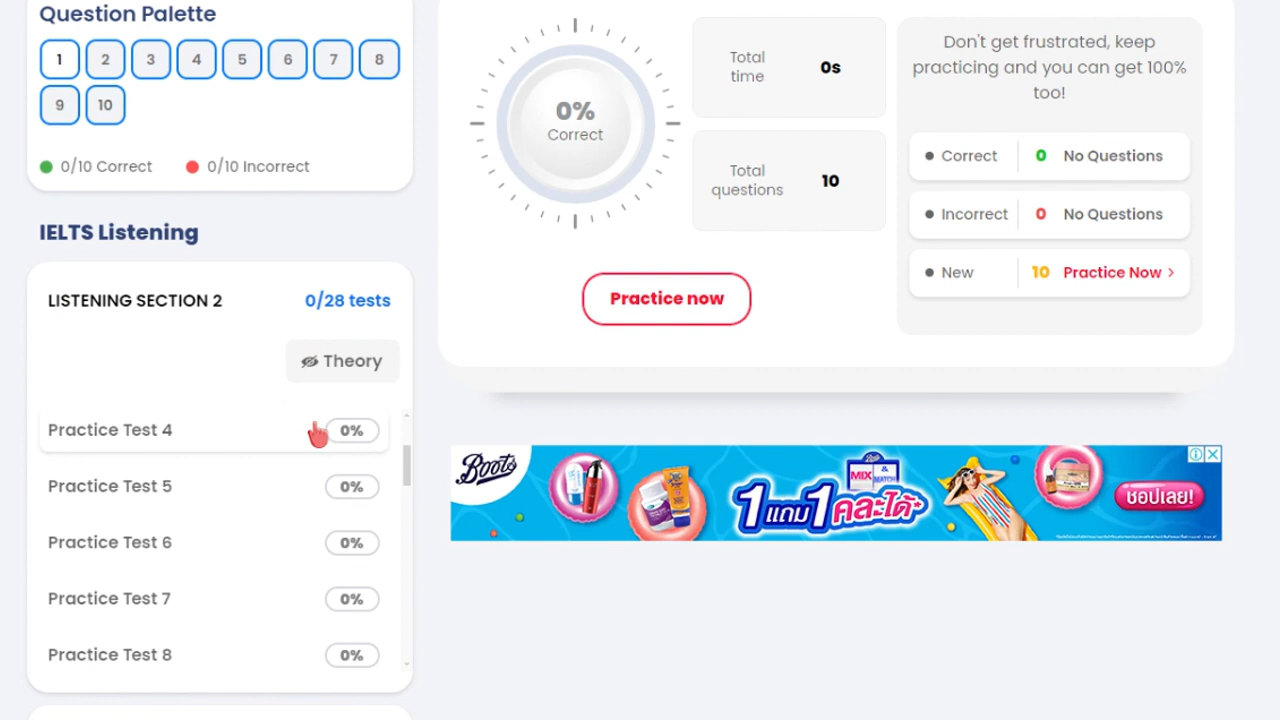 Question Palette
1 2 3 4 5 6 7 8
9 10
0/10 Correct 0/10 Incorrect
IELTS Listening
LISTENING SECTION 2 0/28 tests
Theory
Practice Test 4 0%
Practice Test 5 0%
Practice Test 6 0%
Practice Test 7 0%
Practice Test 8 0%
0%
Correct
Total
time
0s
Total
questions
10
Practice now
Don't get frustrated, keep
practicing and you can get 100%
too!
Correct 0 No Questions
Incorrect 0 No Questions
New 10 Practice Now >
Boots
Boots
MIX & MATCH
1 แถม 1 คละได้*
ช้อปเลย!